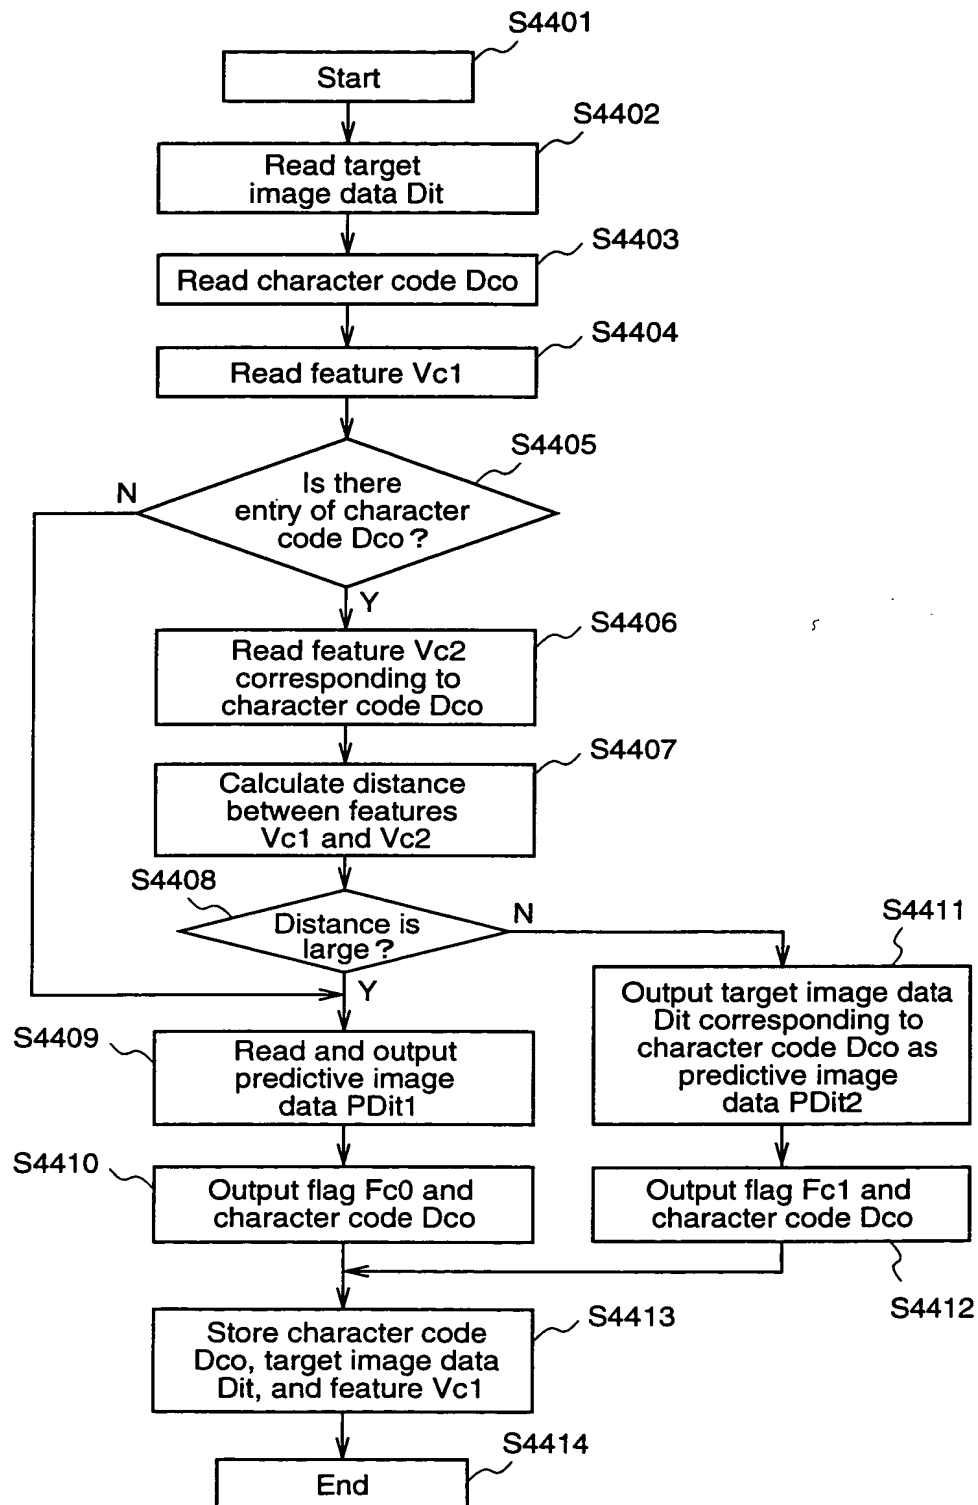 S4401
Start
S4402
Read target
image data Dit
S4403
Read character code Dco
S4404
Read feature Vc1
S4405
Is there
entry of character
code Dco?
N
Y
S4406
Read feature Vc2
corresponding to
character code Dco
S4407
Calculate distance
between features
Vc1 and Vc2
S4408
Distance is
large?
N
Y
S4411
Output target image data
Dit corresponding to
character code Dco as
predictive image
data PDit2
S4409
Read and output
predictive image
data PDit1
S4410
Output flag Fc0 and
character code Dco
Output flag Fc1 and
character code Dco
S4412
S4413
Store character code
Dco, target image data
Dit, and feature Vc1
S4414
End